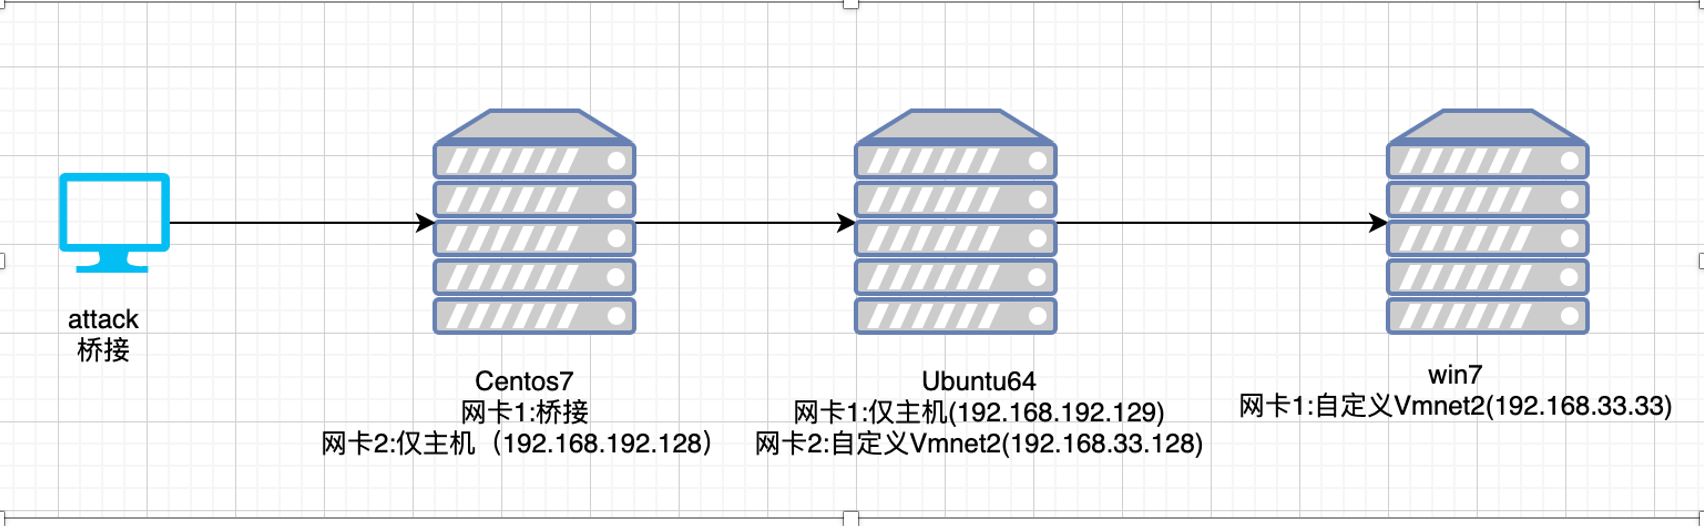 attack
桥接
Centos7
网卡1:桥接
网卡2:仅主机（192.168.192.128）
Ubuntu64
网卡1:仅主机(192.168.192.129)
网卡2:自定义Vmnet2(192.168.33.128)
win7
网卡1:自定义Vmnet2(192.168.33.33)